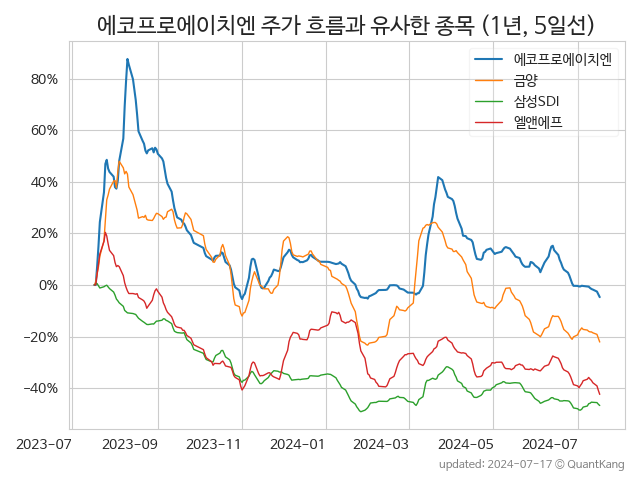 에코프로에이치엔 주가 흐름과 유사한 종목 (1년, 5일선)
에코프로에이치엔
금양
삼성SDI
엘앤에프
80%
60%
40%
20%
0%
−20%
−40%
2023-07
2023-09
2023-11
2024-01
2024-03
2024-05
2024-07
updated: 2024-07-17 © QuantKang